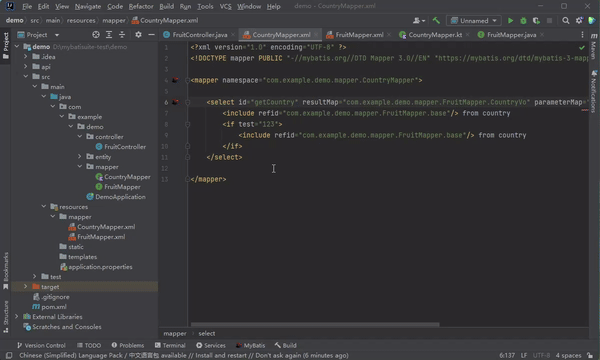 File Edit View Navigate Code Refactor Build Run Tools VCS Window Help
demo src main resources mapper CountryMapper.xml
Unnamed
Project
FruitController.java CountryMapper.xml FruitMapper.xml CountryMapper.kt FruitMapper.java
demo D:\mybatisuite-test\demo
.idea
api
src
main
java
com
example
demo
controller
FruitController
entity
mapper
CountryMapper
FruitMapper
DemoApplication
resources
mapper
CountryMapper.xml
FruitMapper.xml
static
templates
application.properties
test
target
.gitignore
pom.xml
External Libraries
Scratches and Consoles
1 <?xml version="1.0" encoding="UTF-8" ?>
2 <!DOCTYPE mapper PUBLIC "-//mybatis.org//DTD Mapper 3.0//EN" "https://mybatis.org/dtd/mybatis-3-mapp
3
4 <mapper namespace="com.example.demo.mapper.CountryMapper">
5
6 <select id="getCountry" resultMap="com.example.demo.mapper.FruitMapper.CountryVo" parameterMap=
7 <include refid="com.example.demo.mapper.FruitMapper.base"/> from country
8 <if test="123">
9 <include refid="com.example.demo.mapper.FruitMapper.base"/> from country
10 </if>
11 </select>
12
13 </mapper>
mapper select
Project
Bookmarks
Structure
Maven
Notifications
Version Control TODO Problems Terminal Services MyBatis Build
Chinese (Simplified) Language Pack / 中文语言包 available // Install and restart // Don't ask again (6 minutes ago)
6:137 LF UTF-8 4 spaces